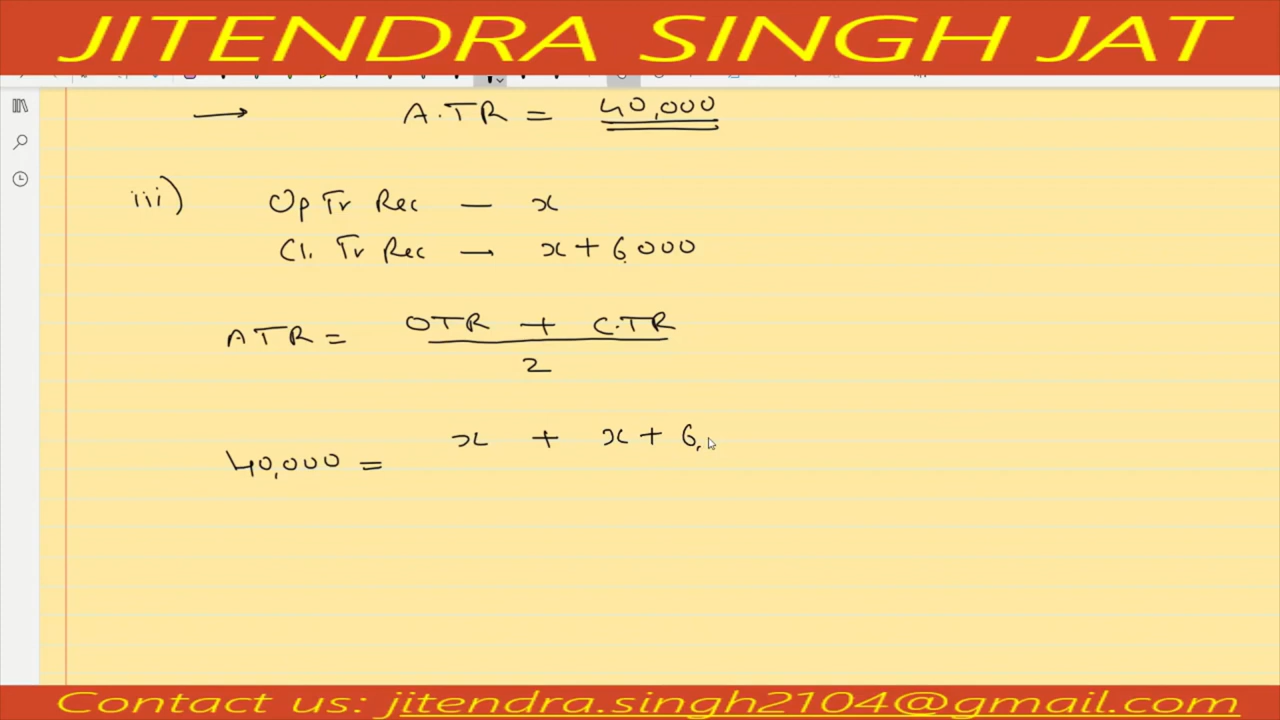 JITENDRA SINGH JAT
→ A.TR = 40,000
iii) Op Tr Rec — x
Cl. Tr Rec — x + 6,000
ATR = OTR + C.TR
2
x + x + 6,
40,000 =
Contact us: jitendra.singh2104@gmail.com